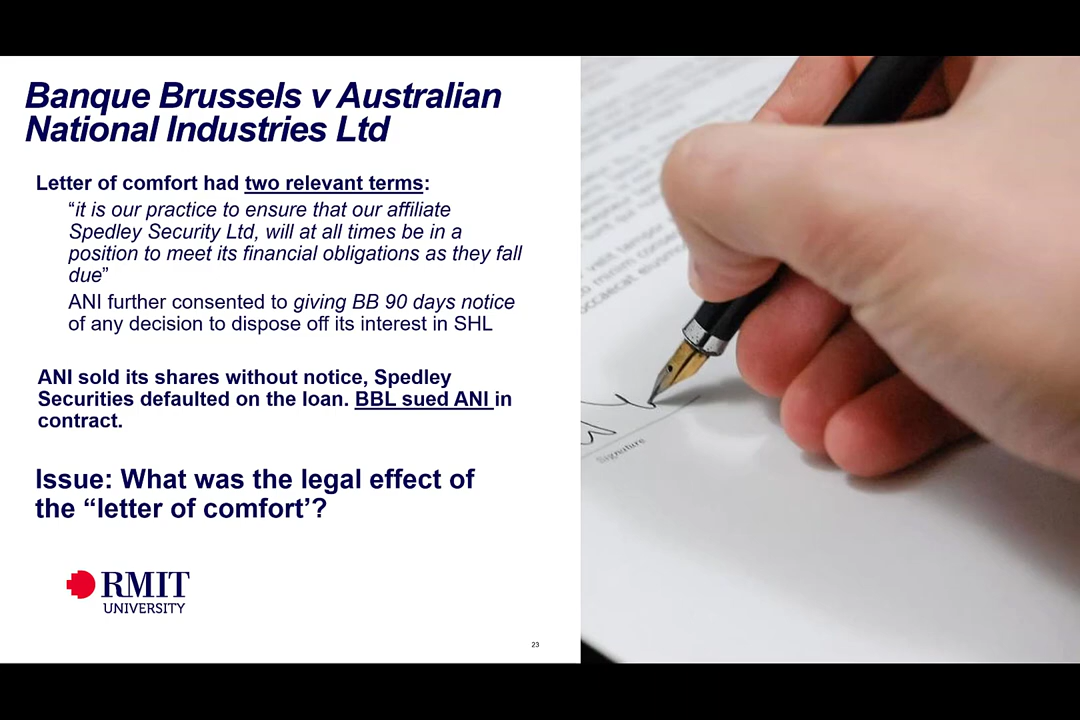 Banque Brussels v Australian
National Industries Ltd
Letter of comfort had two relevant terms:
“it is our practice to ensure that our affiliate
Spedley Security Ltd, will at all times be in a
position to meet its financial obligations as they fall
due”
ANI further consented to giving BB 90 days notice
of any decision to dispose off its interest in SHL
ANI sold its shares without notice, Spedley
Securities defaulted on the loan. BBL sued ANI in
contract.
Issue: What was the legal effect of
the “letter of comfort’?
RMIT
UNIVERSITY
23
Signature